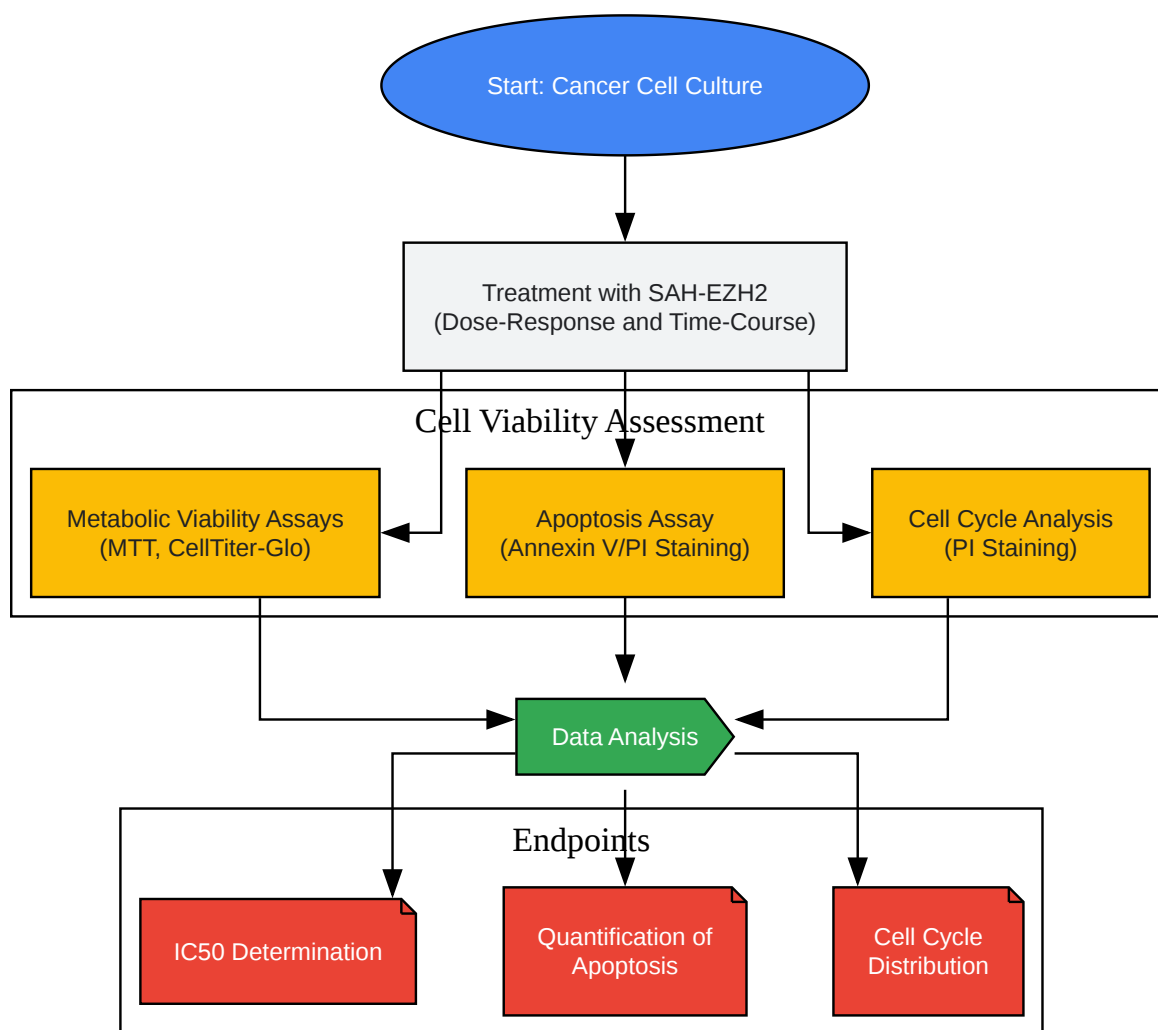 Start: Cancer Cell Culture
Treatment with SAH-EZH2
(Dose-Response and Time-Course)
Cell Viability Assessment
Metabolic Viability Assays
(MTT, CellTiter-Glo)
Apoptosis Assay
(Annexin V/PI Staining)
Cell Cycle Analysis
(PI Staining)
Data Analysis
Endpoints
IC50 Determination
Quantification of
Apoptosis
Cell Cycle
Distribution